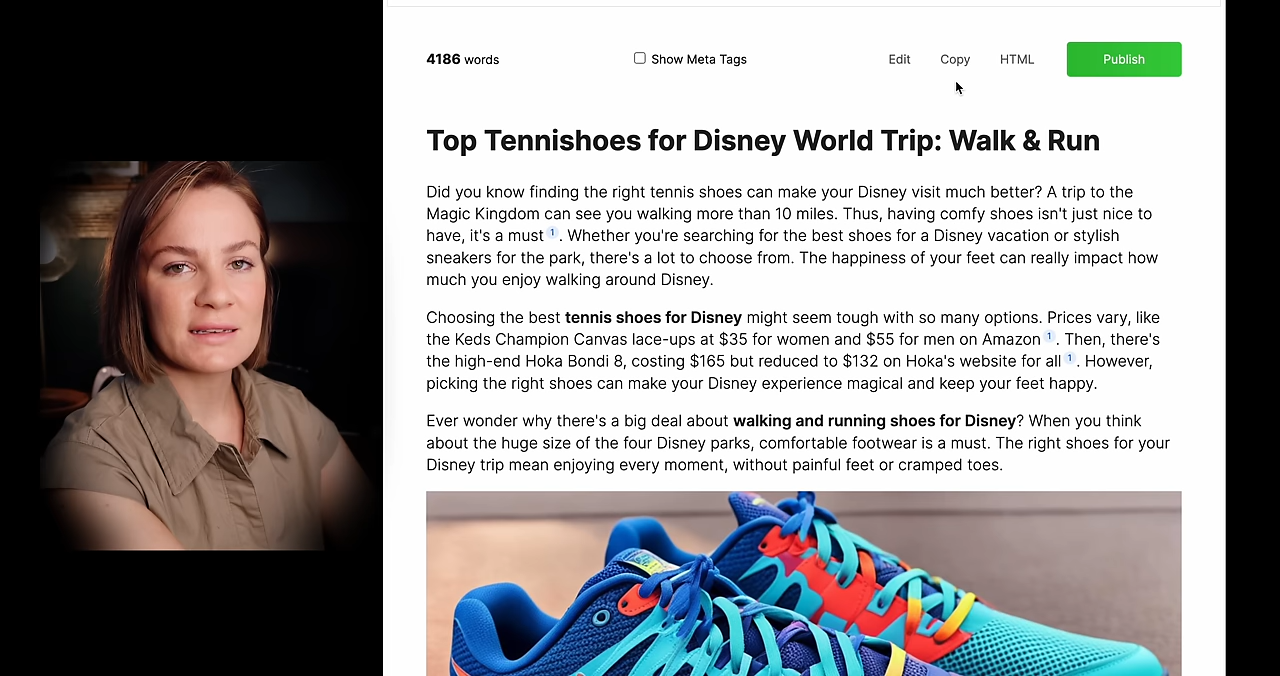 4186 words
Show Meta Tags
Edit
Copy
HTML
Publish
Top Tennishoes for Disney World Trip: Walk & Run
Did you know finding the right tennis shoes can make your Disney visit much better? A trip to the
Magic Kingdom can see you walking more than 10 miles. Thus, having comfy shoes isn't just nice to
have, it's a must 1 . Whether you're searching for the best shoes for a Disney vacation or stylish
sneakers for the park, there's a lot to choose from. The happiness of your feet can really impact how
much you enjoy walking around Disney.
Choosing the best tennis shoes for Disney might seem tough with so many options. Prices vary, like
the Keds Champion Canvas lace-ups at $35 for women and $55 for men on Amazon 1 . Then, there's
the high-end Hoka Bondi 8, costing $165 but reduced to $132 on Hoka's website for all 1 . However,
picking the right shoes can make your Disney experience magical and keep your feet happy.
Ever wonder why there's a big deal about walking and running shoes for Disney? When you think
about the huge size of the four Disney parks, comfortable footwear is a must. The right shoes for your
Disney trip mean enjoying every moment, without painful feet or cramped toes.